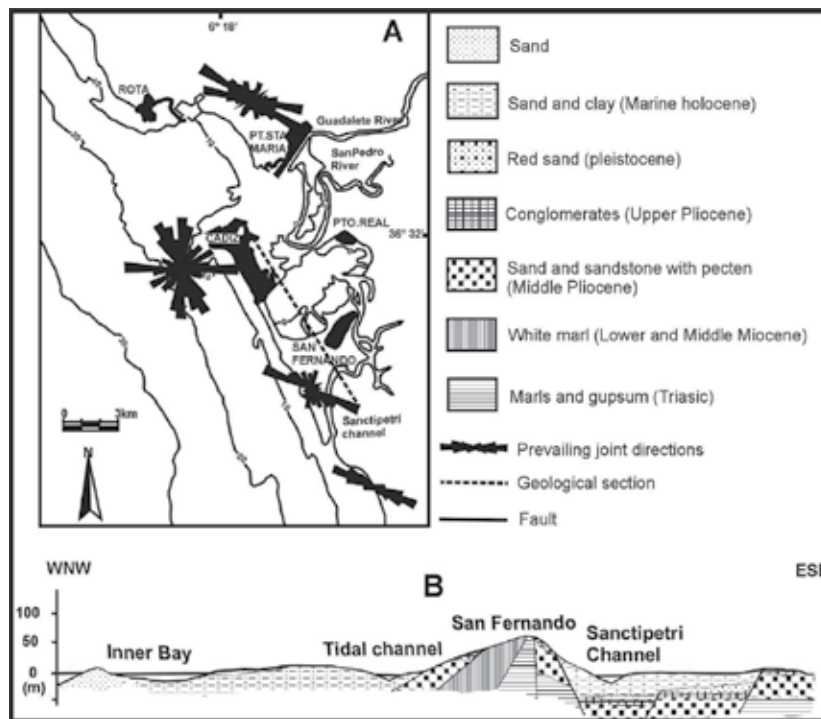 A
6° 18'
ROTA
Guadalete River
PT.STA
MARIA
SanPedro
River
PTO.REAL
CADIZ
36° 32'
SAN
FERNANDO
Sanctipetri
channel
0 3km
N
Sand
Sand and clay (Marine holocene)
Red sand (pleistocene)
Conglomerates (Upper Pliocene)
Sand and sandstone with pecten
(Middle Pliocene)
White marl (Lower and Middle Miocene)
Marls and gupsum (Triasic)
Prevailing joint directions
Geological section
Fault
WNW
B
ESE
100
50
0
(m)
Inner Bay
Tidal channel
San Fernando
Sanctipetri
Channel